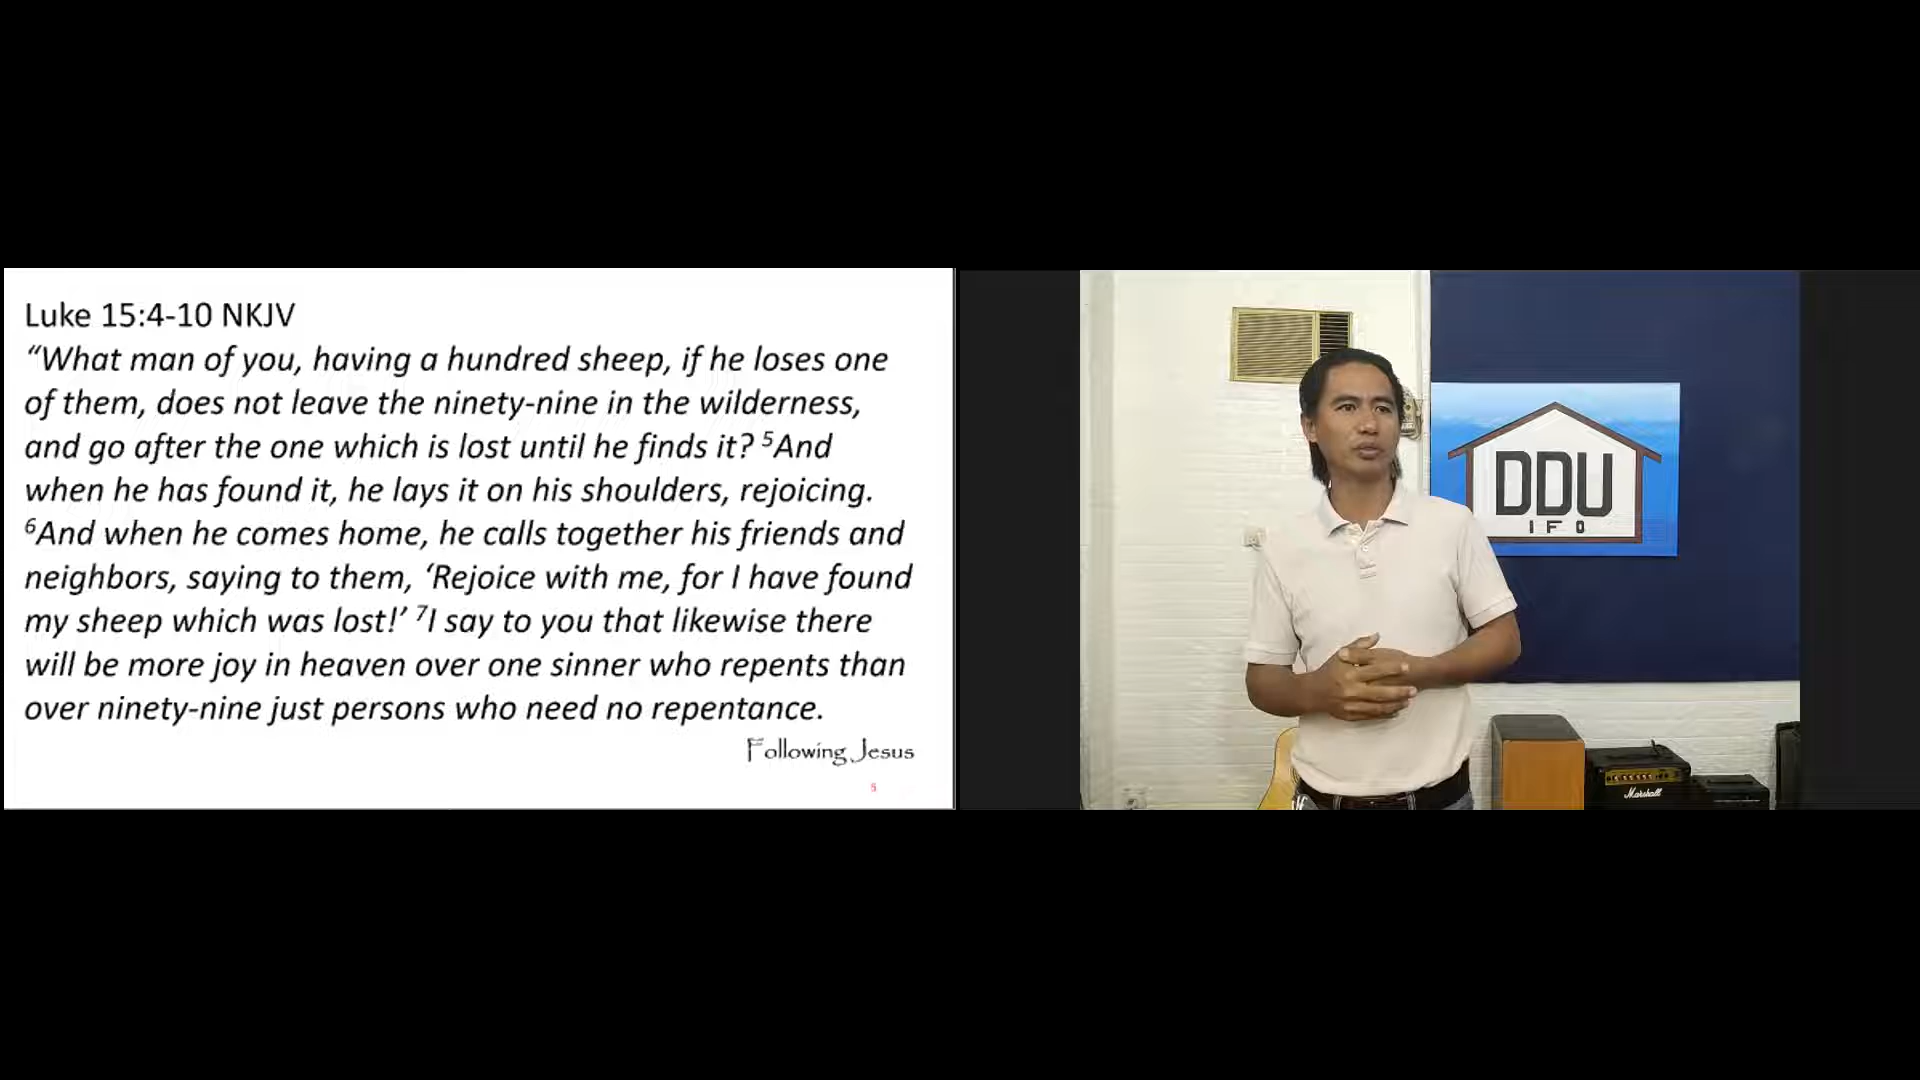 Luke 15:4-10 NKJV
“What man of you, having a hundred sheep, if he loses one
of them, does not leave the ninety-nine in the wilderness,
and go after the one which is lost until he finds it? ⁵And
when he has found it, he lays it on his shoulders, rejoicing.
⁶And when he comes home, he calls together his friends and
neighbors, saying to them, ‘Rejoice with me, for I have found
my sheep which was lost!’ ⁷I say to you that likewise there
will be more joy in heaven over one sinner who repents than
over ninety-nine just persons who need no repentance.
Following Jesus
5
DDU
IFO
Marshall